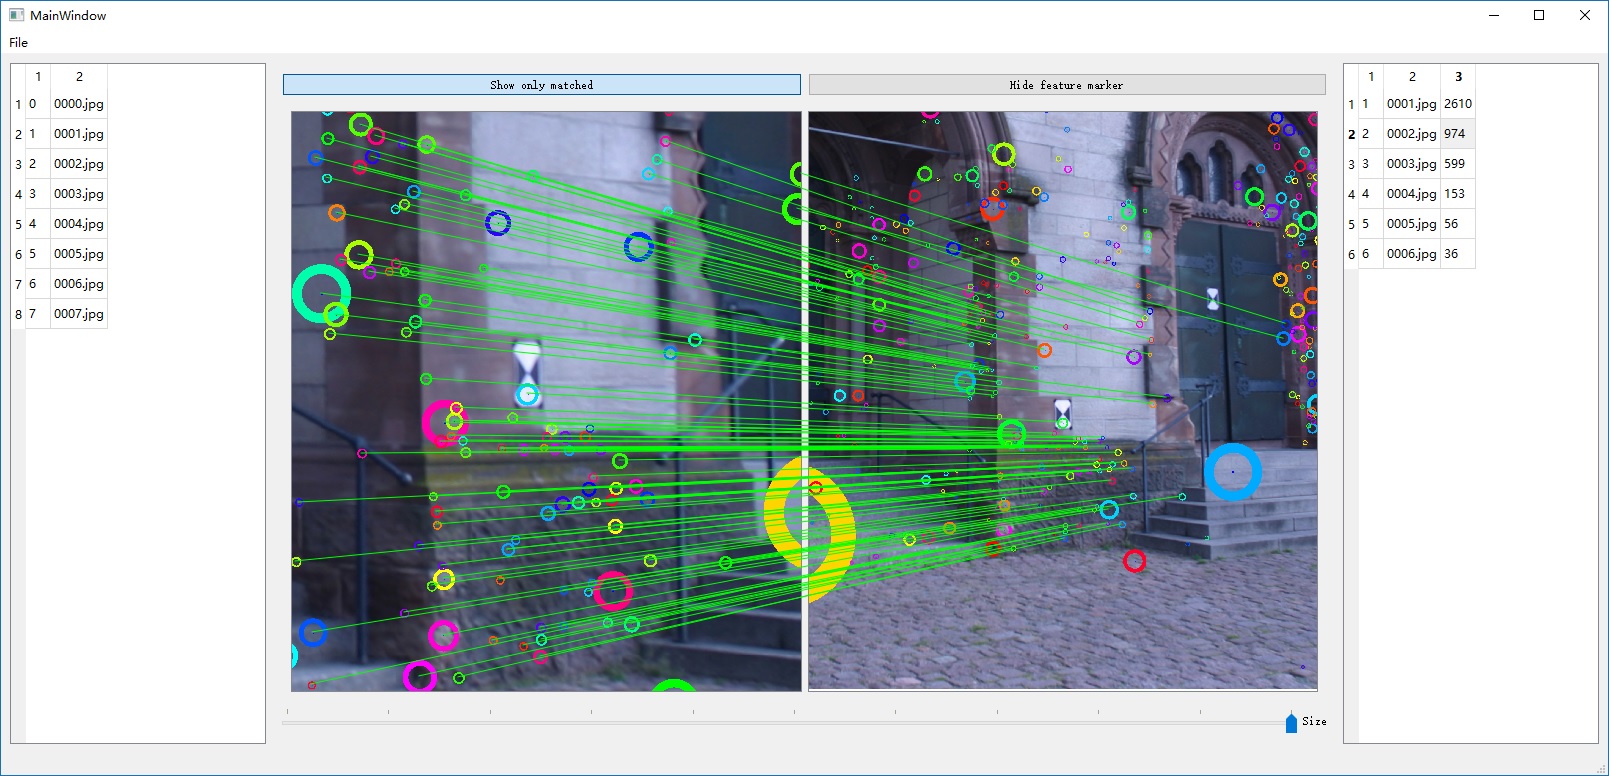 MainWindow
File
1 2
1 0 0000.jpg
2 1 0001.jpg
3 2 0002.jpg
4 3 0003.jpg
5 4 0004.jpg
6 5 0005.jpg
7 6 0006.jpg
8 7 0007.jpg
Show only matched
Hide feature marker
Size
1 2 3
1 1 0001.jpg 2610
2 2 0002.jpg 974
3 3 0003.jpg 599
4 4 0004.jpg 153
5 5 0005.jpg 56
6 6 0006.jpg 36